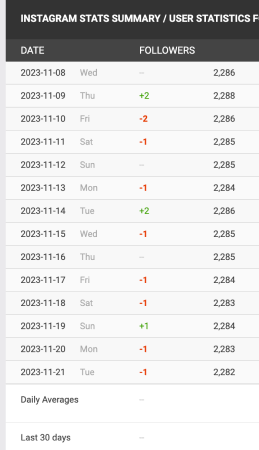 INSTAGRAM STATS SUMMARY / USER STATISTICS F
DATE FOLLOWERS
2023-11-08 Wed -- 2,286
2023-11-09 Thu +2 2,288
2023-11-10 Fri -2 2,286
2023-11-11 Sat -1 2,285
2023-11-12 Sun -- 2,285
2023-11-13 Mon -1 2,284
2023-11-14 Tue +2 2,286
2023-11-15 Wed -1 2,285
2023-11-16 Thu -- 2,285
2023-11-17 Fri -1 2,284
2023-11-18 Sat -1 2,283
2023-11-19 Sun +1 2,284
2023-11-20 Mon -1 2,283
2023-11-21 Tue -1 2,282
Daily Averages --
Last 30 days --